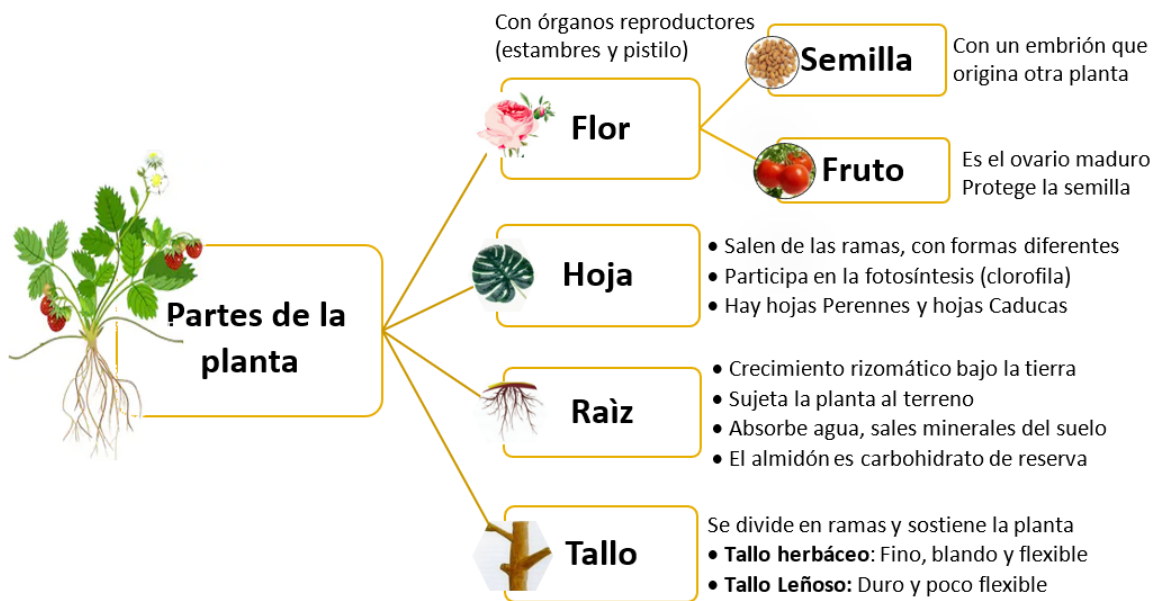 Partes de la
planta
Con órganos reproductores
(estambres y pistilo)
Flor
Semilla
Con un embrión que
origina otra planta
Fruto
Es el ovario maduro
Protege la semilla
Hoja
• Salen de las ramas, con formas diferentes
• Participa en la fotosíntesis (clorofila)
• Hay hojas Perennes y hojas Caducas
Raìz
• Crecimiento rizomático bajo la tierra
• Sujeta la planta al terreno
• Absorbe agua, sales minerales del suelo
• El almidón es carbohidrato de reserva
Tallo
Se divide en ramas y sostiene la planta
• Tallo herbáceo: Fino, blando y flexible
• Tallo Leñoso: Duro y poco flexible